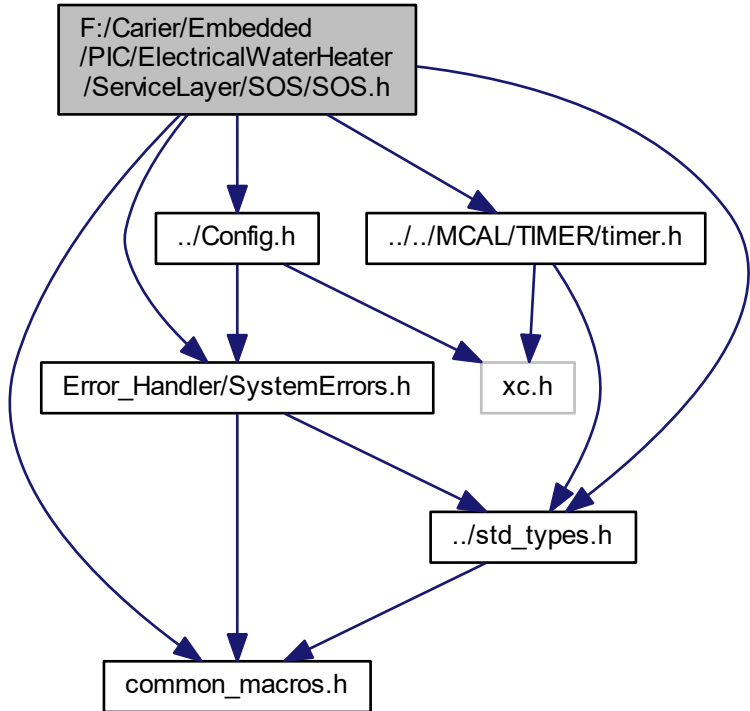 F:/Carier/Embedded
/PIC/ElectricalWaterHeater
/ServiceLayer/SOS/SOS.h
../Config.h
../../MCAL/TIMER/timer.h
Error_Handler/SystemErrors.h
xc.h
../std_types.h
common_macros.h